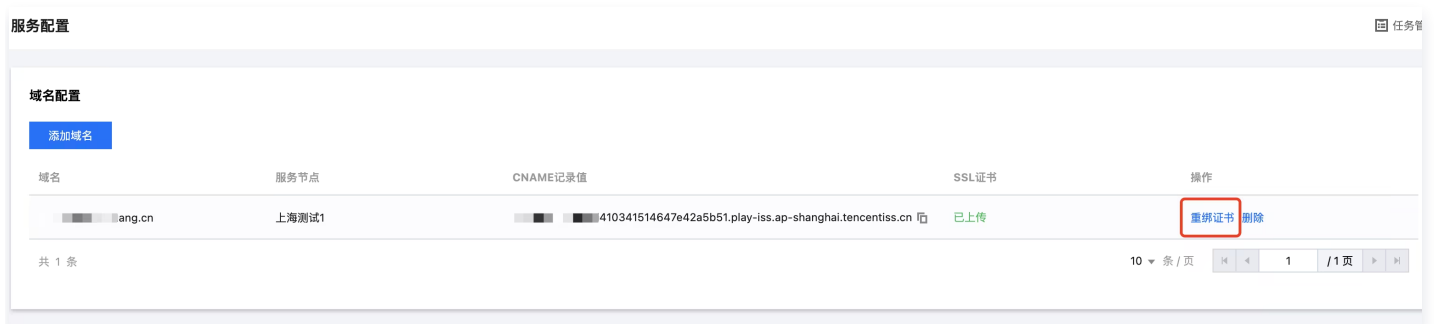 服务配置
任务管
域名配置
添加域名
域名 服务节点 CNAME记录值 SSL证书 操作
ang.cn 上海测试1 410341514647e42a5b51.play-iss.ap-shanghai.tencentiss.cn 已上传 重绑证书 删除
共 1 条 10 条 / 页 1 / 1 页